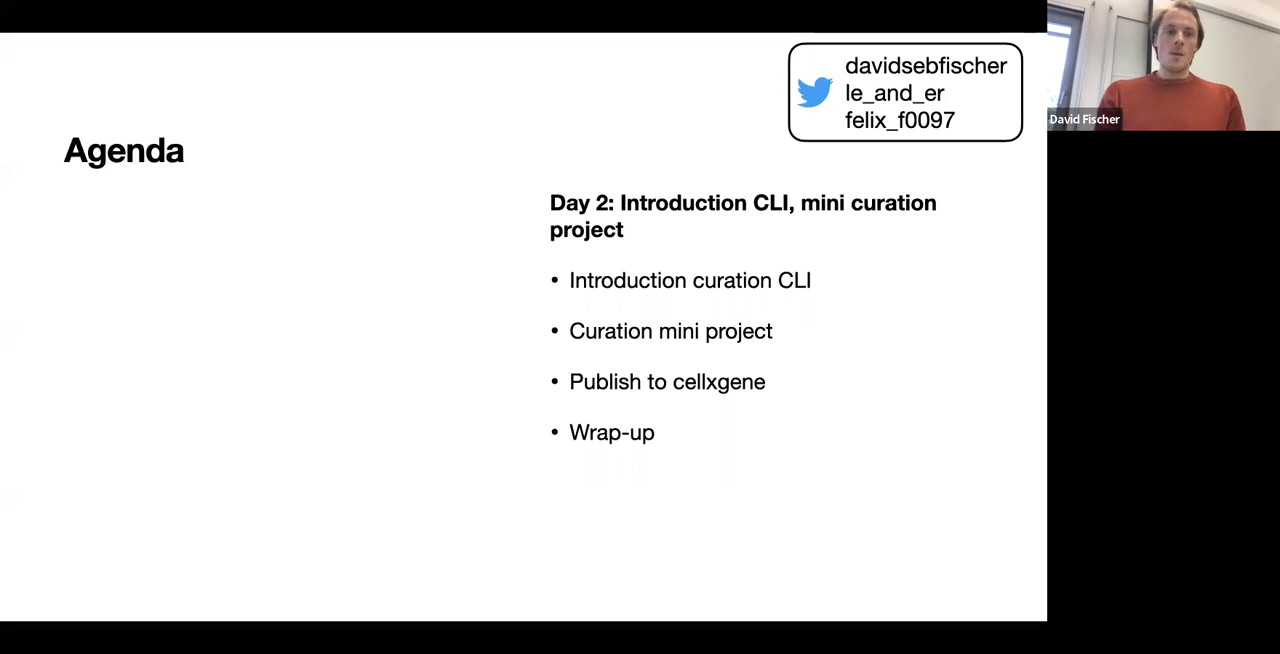 davidsebfischer
le_and_er
felix_f0097
David Fischer
Agenda
Day 2: Introduction CLI, mini curation
project
• Introduction curation CLI
• Curation mini project
• Publish to cellxgene
• Wrap-up